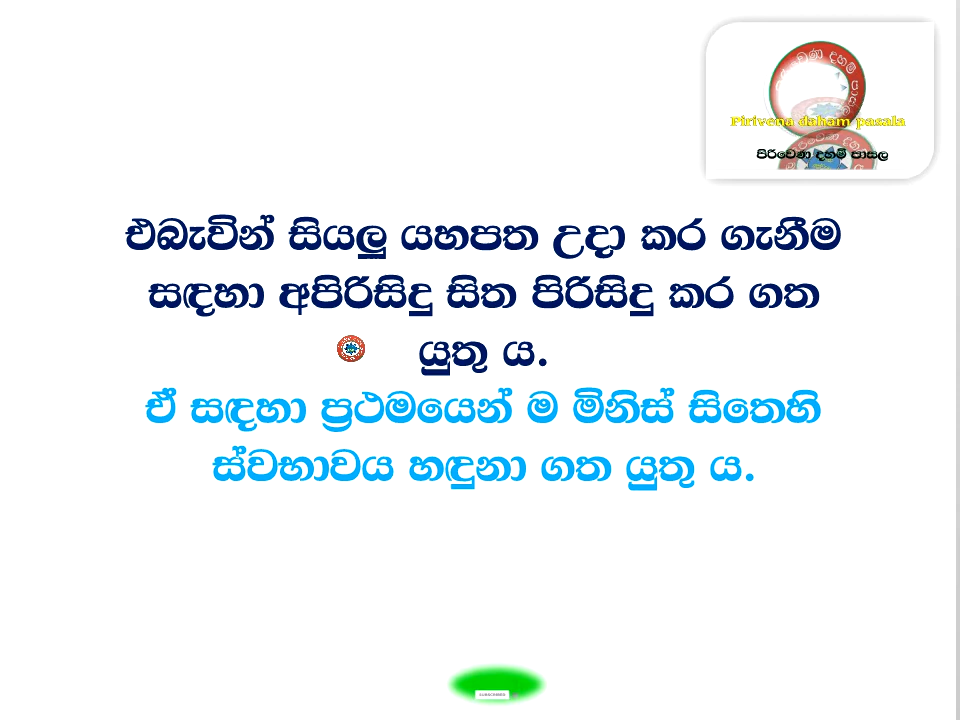 Pirivena daham pasala
පිරිවෙණ දහම් පාසල
එබැවින් සියලු යහපත උදා කර ගැනීම
සඳහා අපිරිසිදු සිත පිරිසිදු කර ගත
යුතු ය.
ඒ සඳහා ප්‍රථමයෙන් ම මිනිස් සිතෙහි
ස්වභාවය හඳුනා ගත යුතු ය.